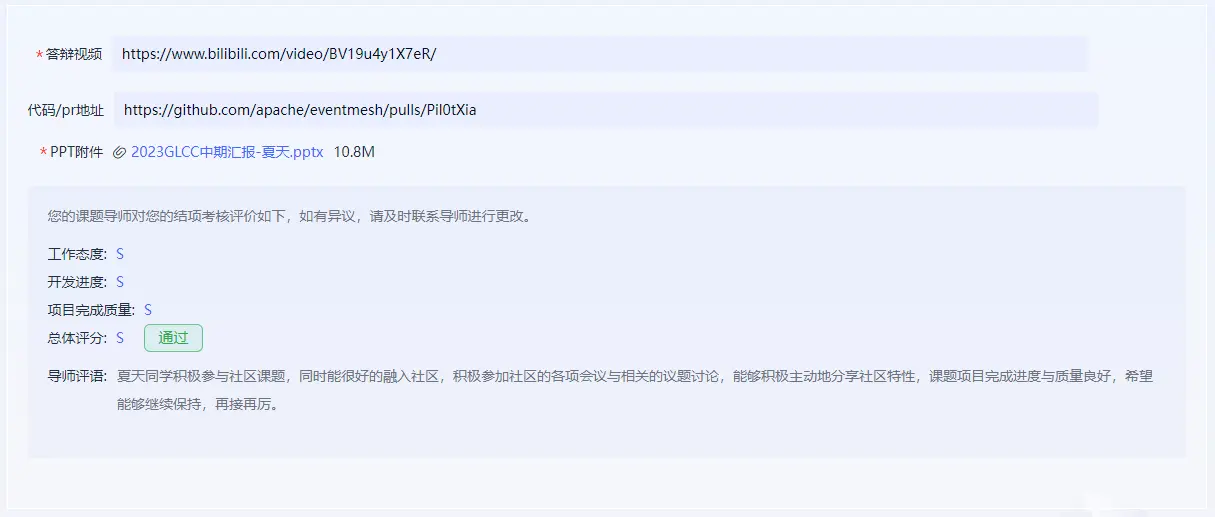 *答辩视频 https://www.bilibili.com/video/BV19u4y1X7eR/
代码/pr地址 https://github.com/apache/eventmesh/pulls/Pil0tXia
*PPT附件 2023GLCC中期汇报-夏天.pptx 10.8M
您的课题导师对您的结项考核评价如下，如有异议，请及时联系导师进行更改。
工作态度: S
开发进度: S
项目完成质量: S
总体评分: S 通过
导师评语: 夏天同学积极参与社区课题，同时能很好的融入社区，积极参加社区的各项会议与相关的议题讨论，能够积极主动地分享社区特性，课题项目完成进度与质量良好，希望
能够继续保持，再接再厉。